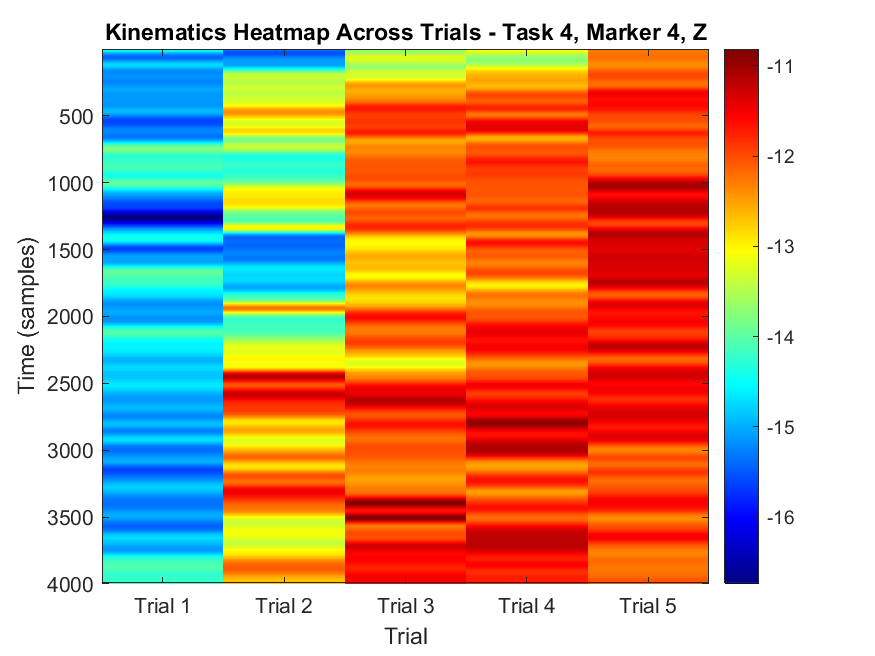 Kinematics Heatmap Across Trials - Task 4, Marker 4, Z
Time (samples)
500
1000
1500
2000
2500
3000
3500
4000
Trial 1
Trial 2
Trial 3
Trial 4
Trial 5
Trial
-11
-12
-13
-14
-15
-16